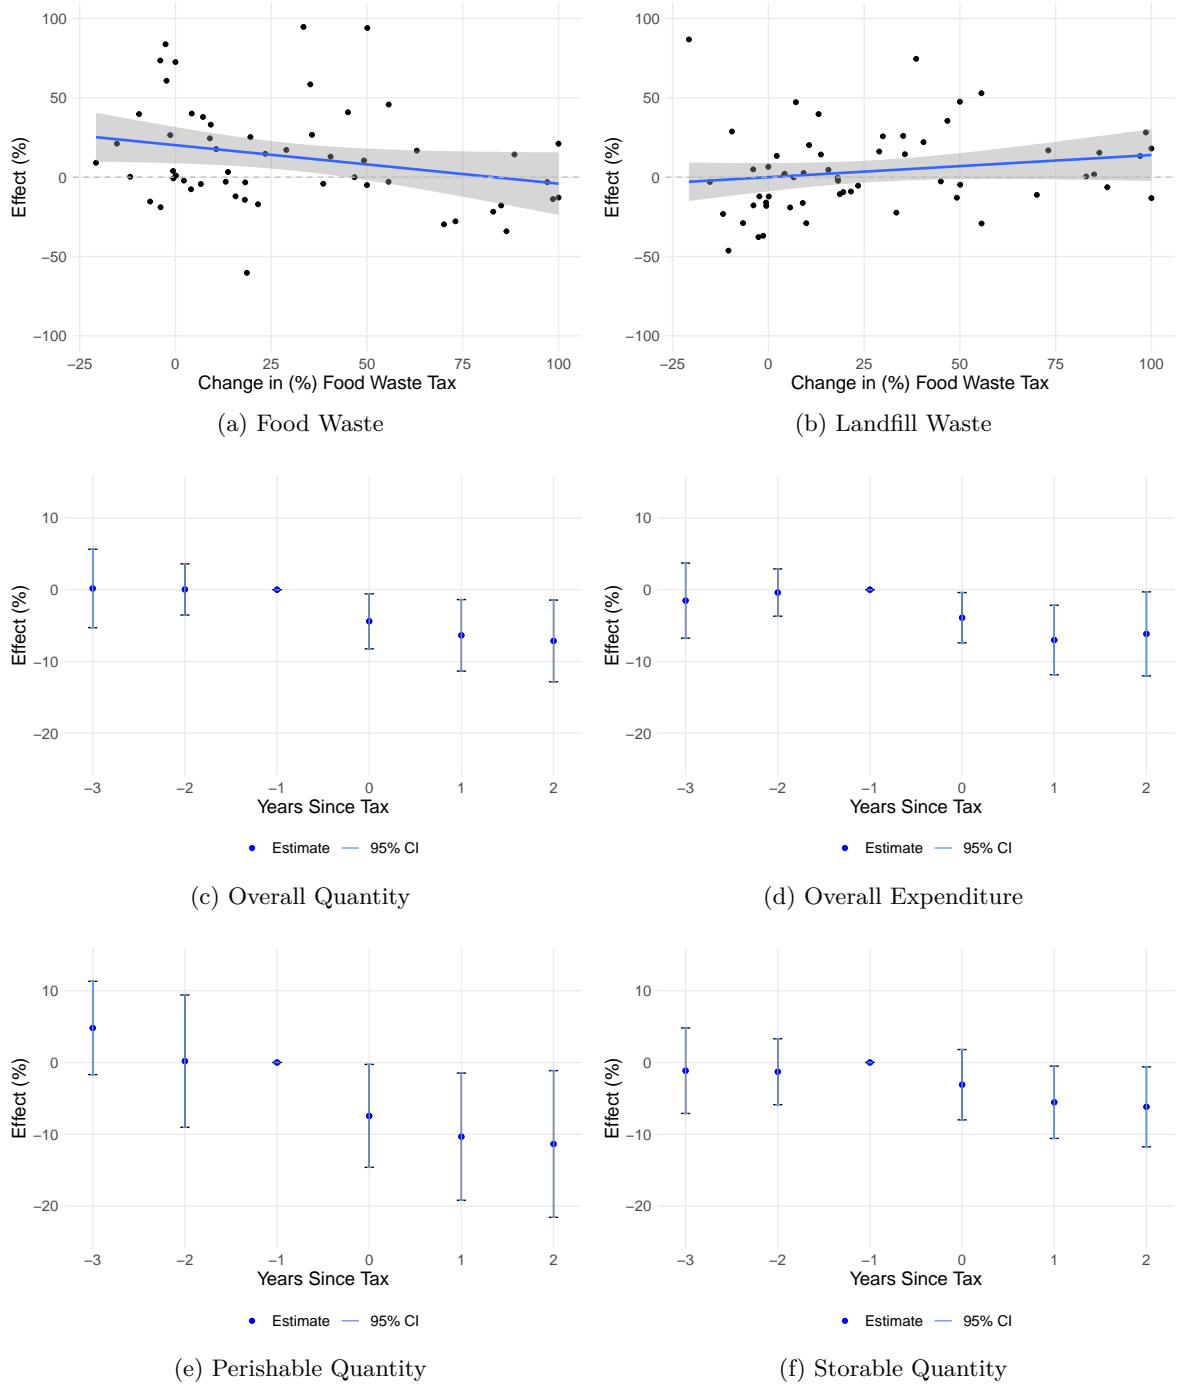 100
50
0
−50
−100
Effect (%)
−25 0 25 50 75 100
Change in (%) Food Waste Tax
(a) Food Waste
100
50
0
−50
−100
Effect (%)
−25 0 25 50 75 100
Change in (%) Food Waste Tax
(b) Landfill Waste
10
0
−10
−20
Effect (%)
−3 −2 −1 0 1 2
Years Since Tax
Estimate 95% CI
(c) Overall Quantity
10
0
−10
−20
Effect (%)
−3 −2 −1 0 1 2
Years Since Tax
Estimate 95% CI
(d) Overall Expenditure
10
0
−10
−20
Effect (%)
−3 −2 −1 0 1 2
Years Since Tax
Estimate 95% CI
(e) Perishable Quantity
10
0
−10
−20
Effect (%)
−3 −2 −1 0 1 2
Years Since Tax
Estimate 95% CI
(f) Storable Quantity